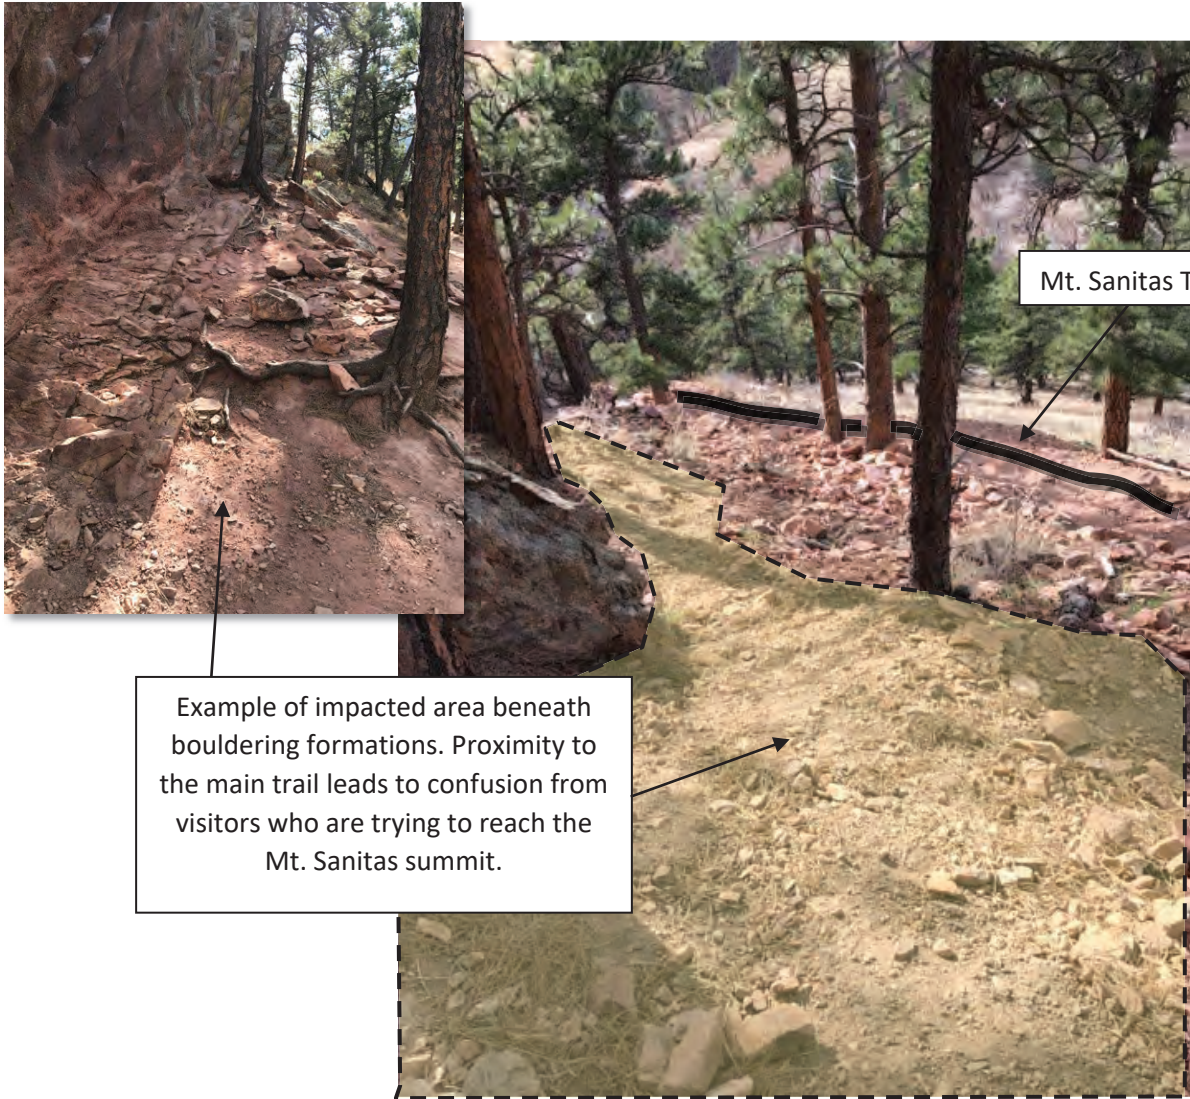 Mt. Sanitas T
Example of impacted area beneath
bouldering formations. Proximity to
the main trail leads to confusion from
visitors who are trying to reach the
Mt. Sanitas summit.